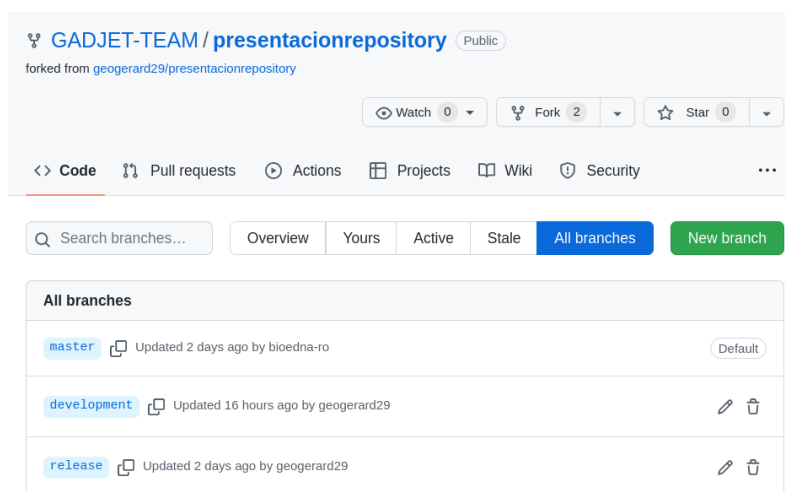 GADJET-TEAM / presentacionrepository Public
forked from geogerard29/presentacionrepository
Watch 0 Fork 2 Star 0
Code Pull requests Actions Projects Wiki Security
Search branches… Overview Yours Active Stale All branches New branch
All branches
master Updated 2 days ago by bioedna-ro Default
development Updated 16 hours ago by geogerard29
release Updated 2 days ago by geogerard29